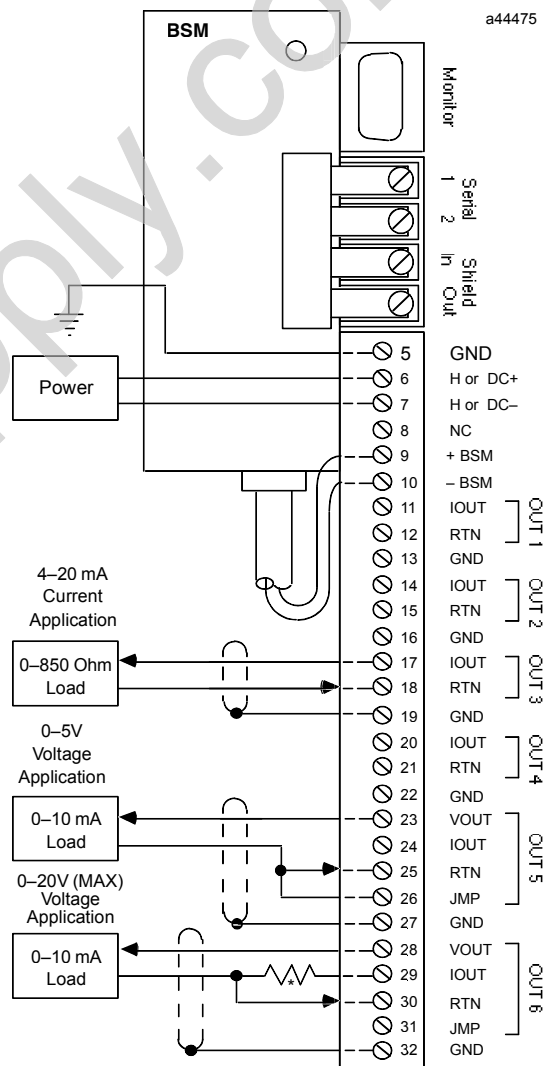 a44475
BSM
Monitor
Serial
1 2
Shield
In Out
5 GND
Power
6 H or DC+
7 H or DC–
8 NC
9 + BSM
10 – BSM
11 IOUT
12 RTN
OUT 1
13 GND
4–20 mA
Current
Application
14 IOUT
15 RTN
OUT 2
16 GND
0–850 Ohm
Load
17 IOUT
18 RTN
OUT 3
19 GND
0–5V
Voltage
Application
20 IOUT
21 RTN
OUT 4
22 GND
0–10 mA
Load
23 VOUT
24 IOUT
25 RTN
26 JMP
OUT 5
27 GND
0–20V (MAX)
Voltage
Application
0–10 mA
Load
28 VOUT
29 IOUT
*
30 RTN
31 JMP
OUT 6
32 GND
pply.co